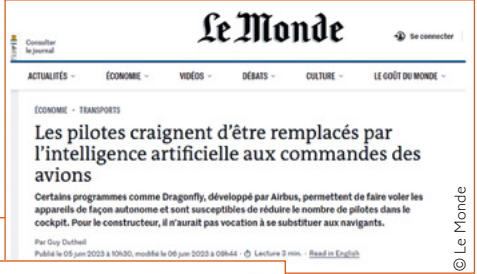 Consulter
le journal
Le Monde
Se connecter
ACTUALITÉS
ÉCONOMIE
VIDÉOS
DÉBATS
CULTURE
LE GOÛT DU MONDE
ÉCONOMIE • TRANSPORTS
Les pilotes craignent d’être remplacés par
l’intelligence artificielle aux commandes des
avions
Certains programmes comme Dragonfly, développé par Airbus, permettent de faire voler les
appareils de façon autonome et sont susceptibles de réduire le nombre de pilotes dans le
cockpit. Pour le constructeur, il n’aurait pas vocation à se substituer aux navigants.
Par Guy Dutheil
Publié le 05 juin 2023 à 10h30, modifié le 06 juin 2023 à 09h44 • Lecture 3 min. • Read in English
© Le Monde